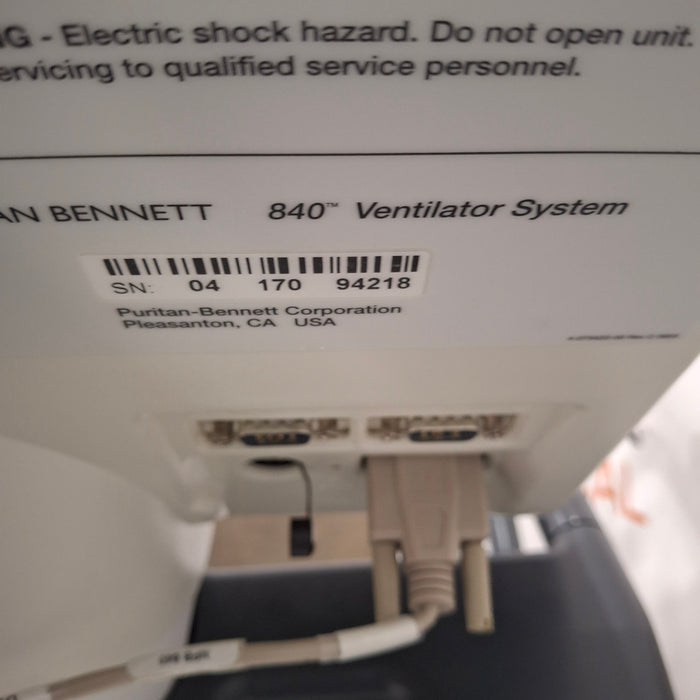 NG - Electric shock hazard. Do not open unit.
ervicing to qualified service personnel.
AN BENNETT 840™ Ventilator System
SN: 04 170 94218
Puritan-Bennett Corporation
Pleasanton, CA USA